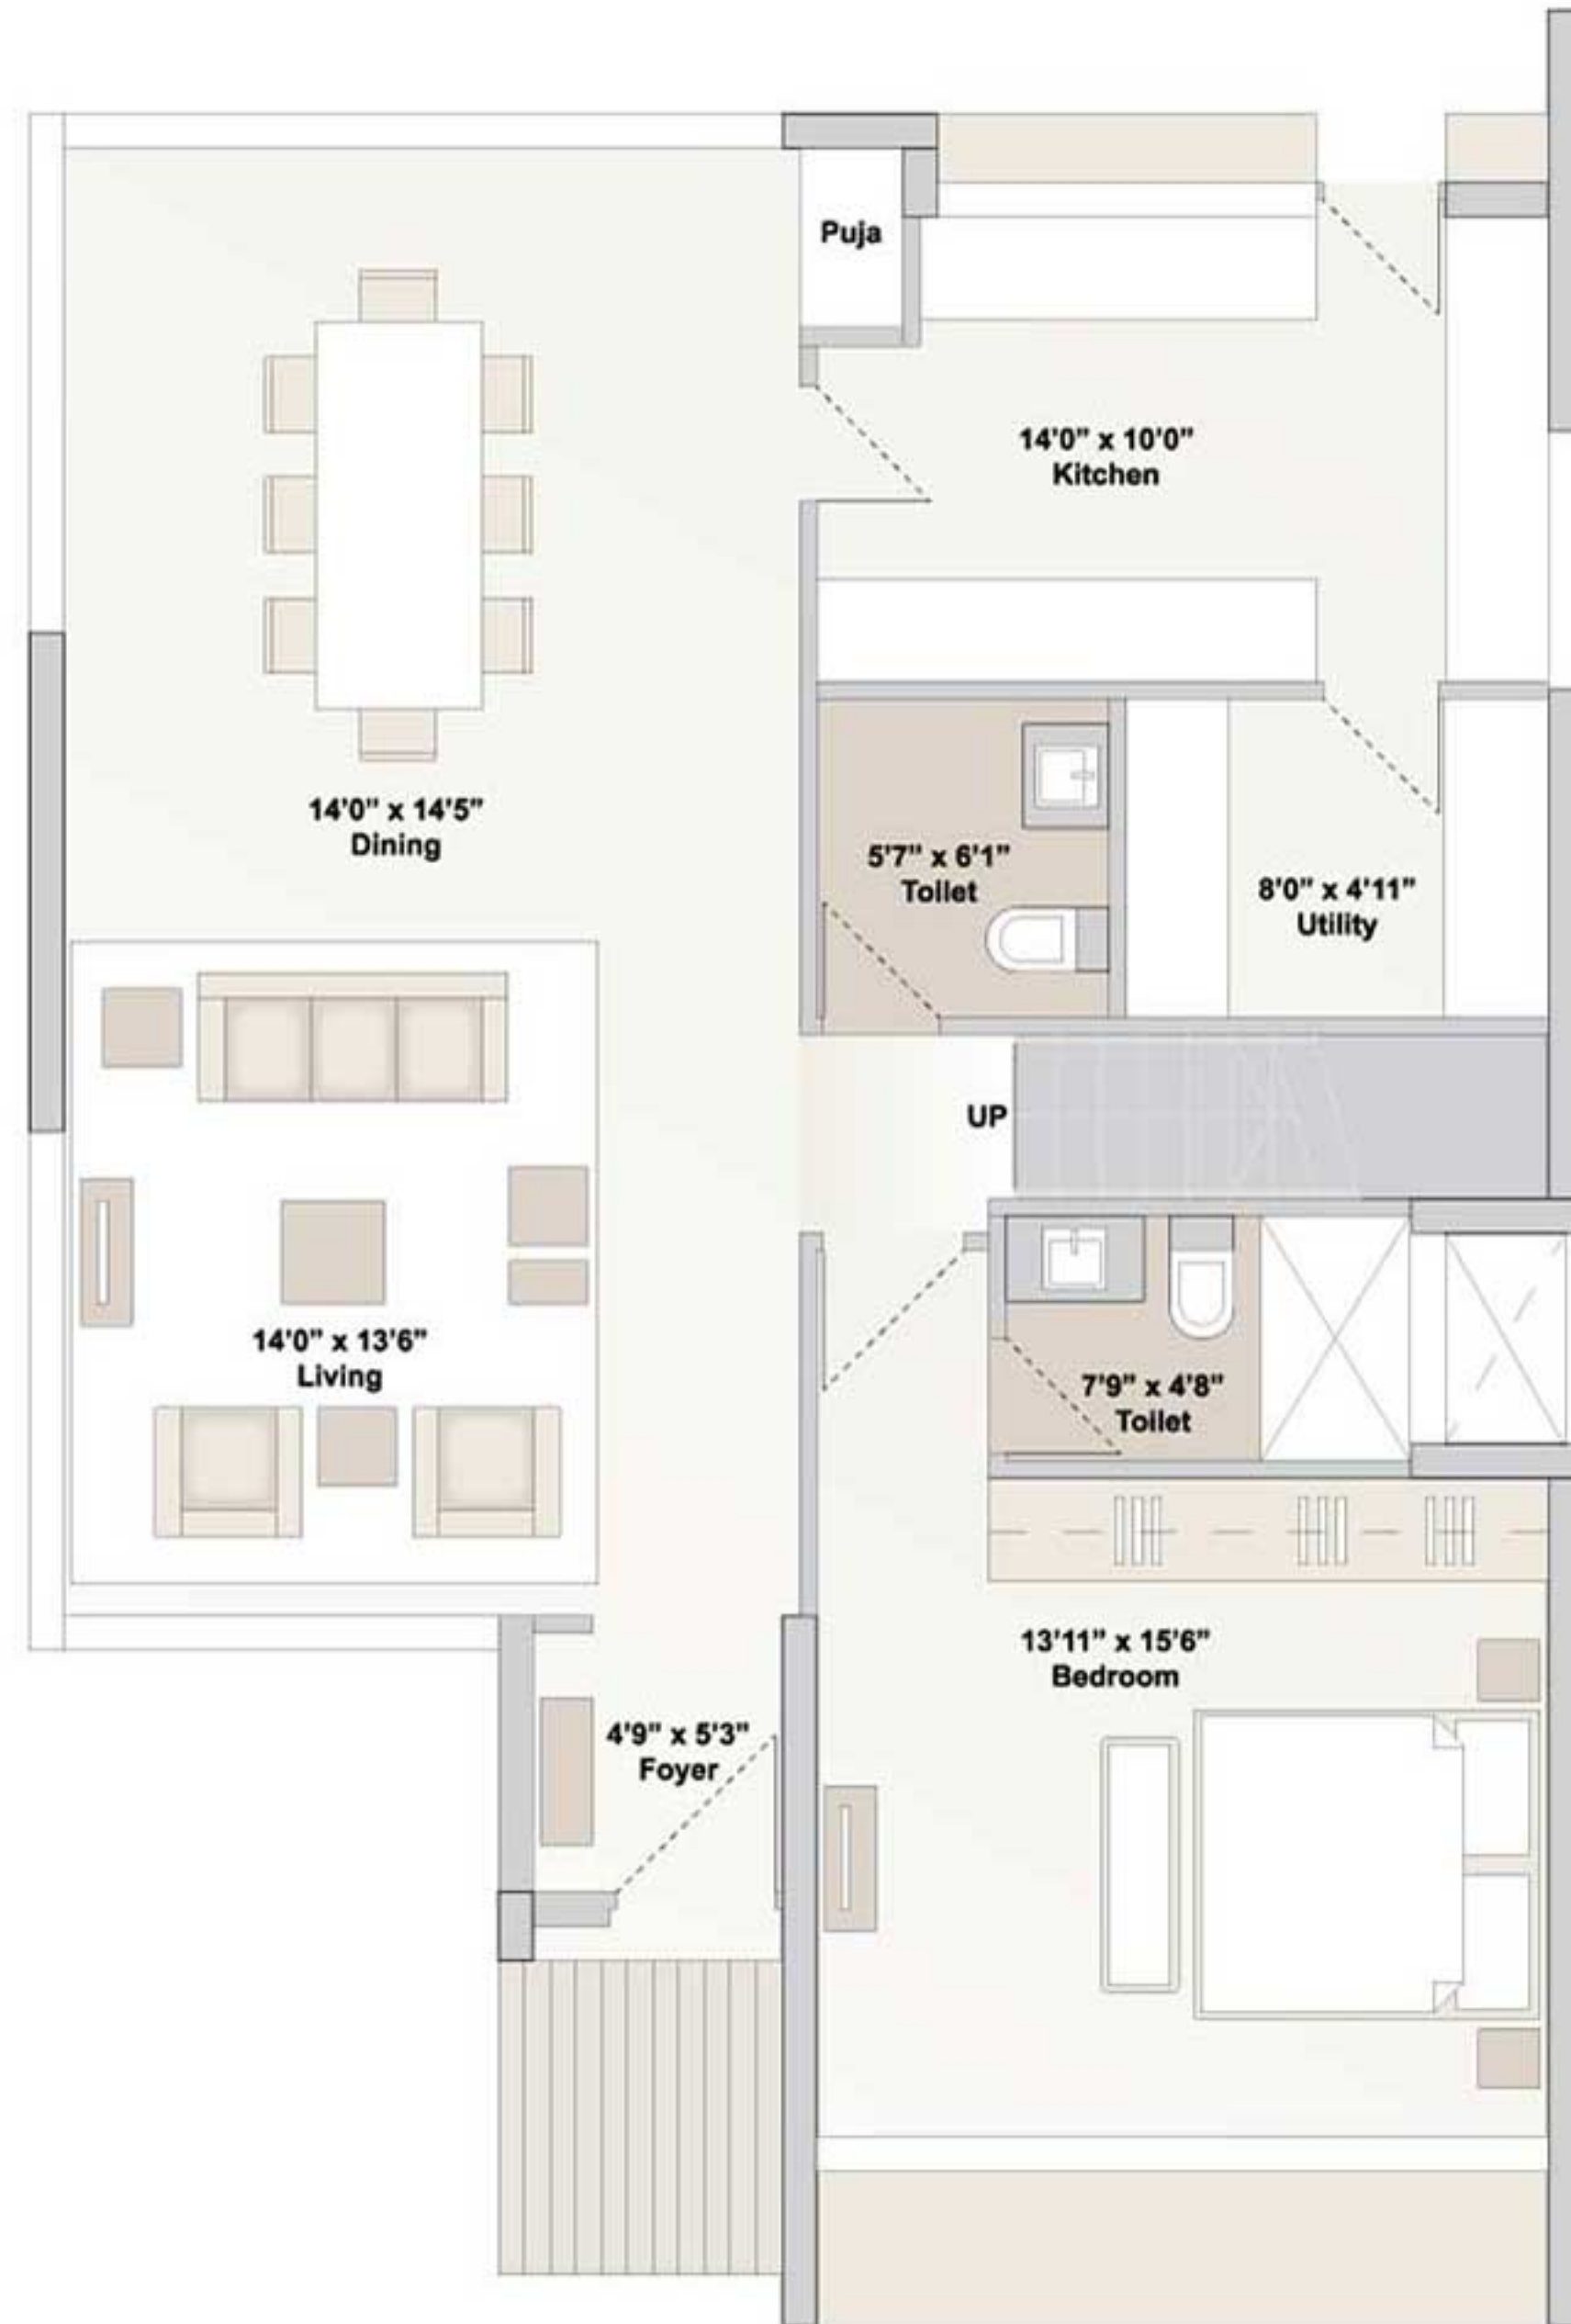 Puja
14'0" x 10'0"
Kitchen
14'0" x 14'5"
Dining
5'7" x 6'1"
Toilet
8'0" x 4'11"
Utility
UP
14'0" x 13'6"
Living
7'9" x 4'8"
Toilet
13'11" x 15'6"
Bedroom
4'9" x 5'3"
Foyer